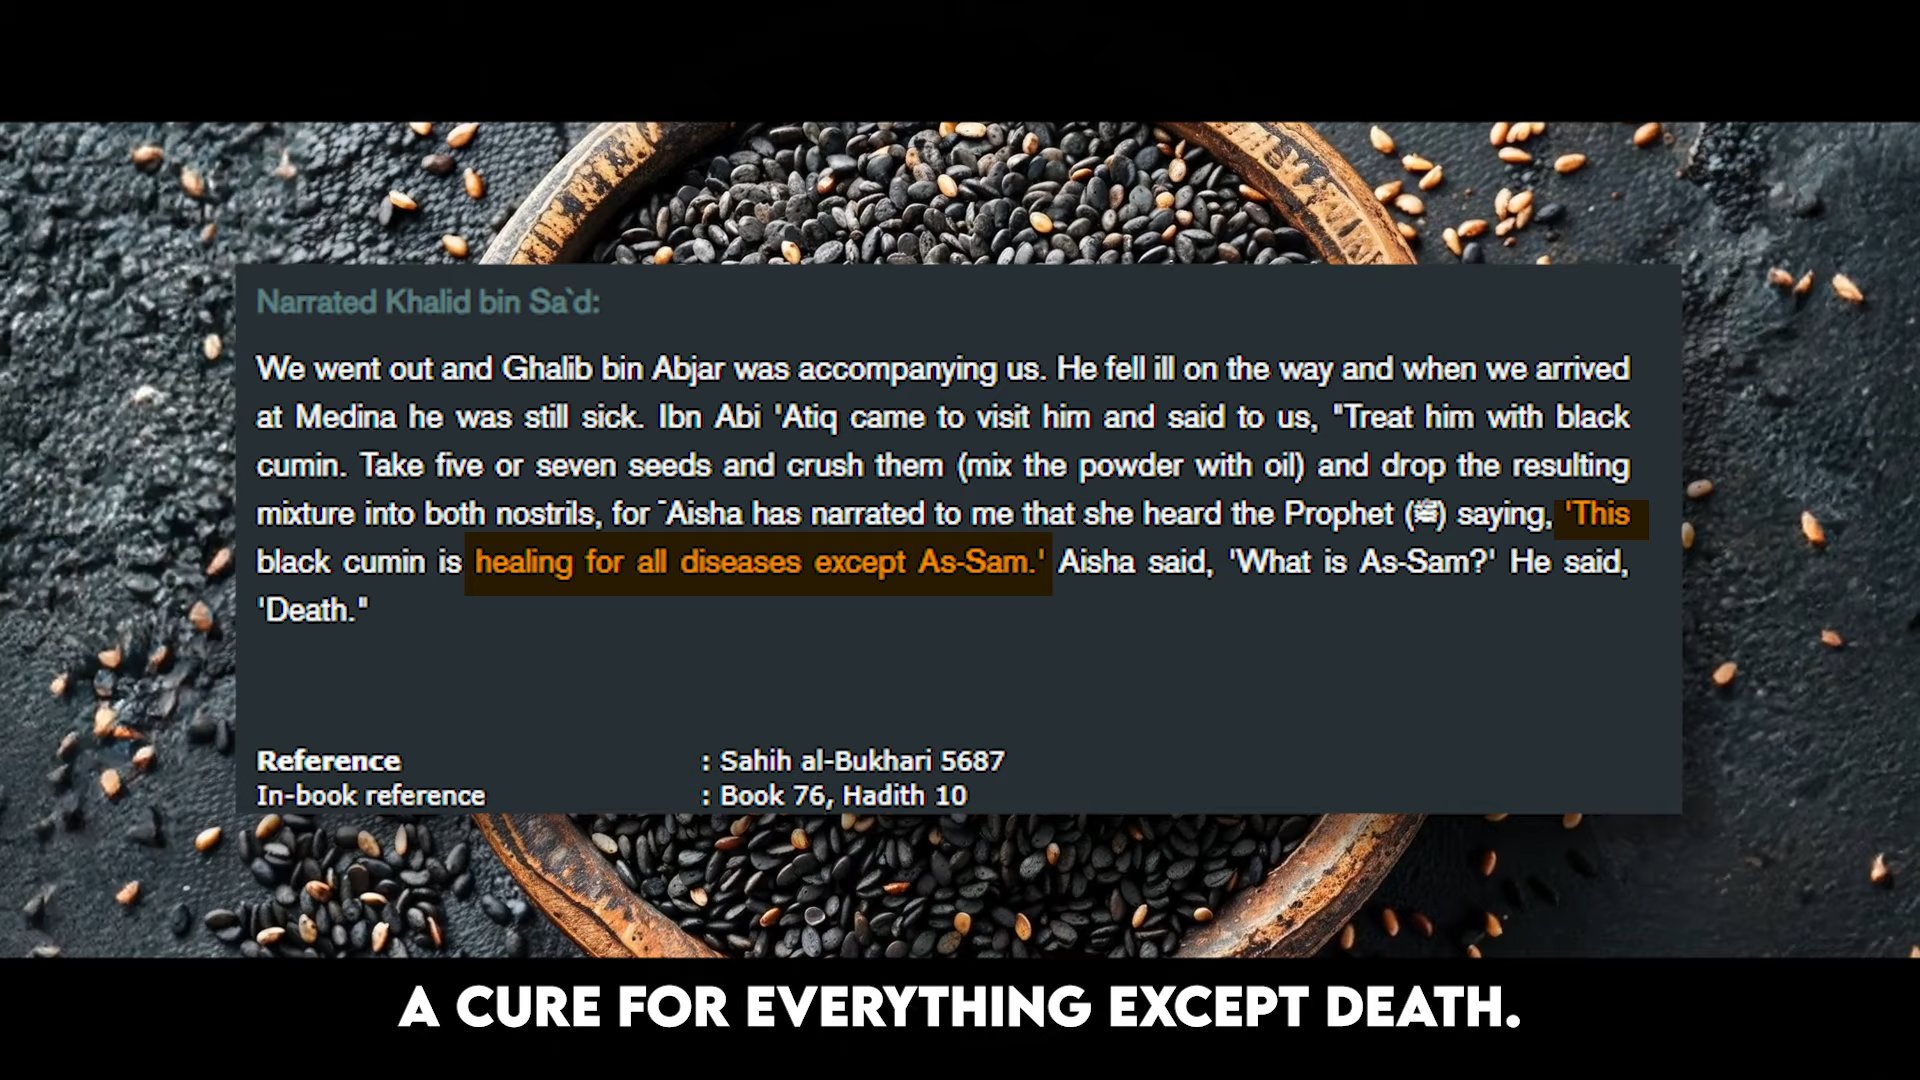 Narrated Khalid bin Sa`d:
We went out and Ghalib bin Abjar was accompanying us. He fell ill on the way and when we arrived
at Medina he was still sick. Ibn Abi 'Atiq came to visit him and said to us, "Treat him with black
cumin. Take five or seven seeds and crush them (mix the powder with oil) and drop the resulting
mixture into both nostrils, for ¯Aisha has narrated to me that she heard the Prophet (ﷺ) saying, 'This
black cumin is healing for all diseases except As-Sam.' Aisha said, 'What is As-Sam?' He said,
'Death."
Reference : Sahih al-Bukhari 5687
In-book reference : Book 76, Hadith 10
A CURE FOR EVERYTHING EXCEPT DEATH.